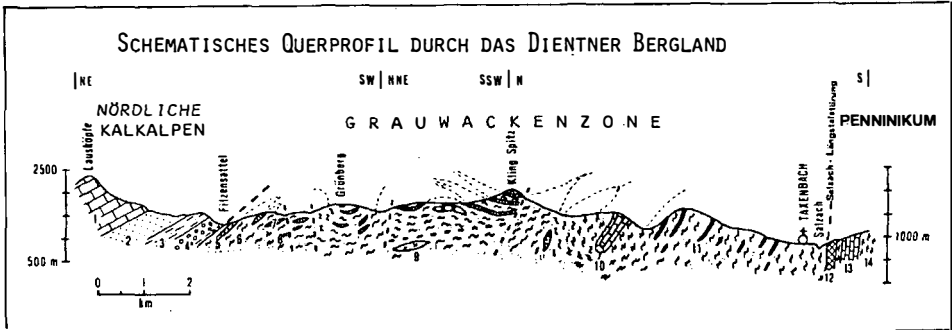 SCHEMATISCHES QUERPROFIL DURCH DAS DIENTNER BERGLAND
NE SW NNE SSW N S
NÖRDLICHE
KALKALPEN
GRAUWACKENZONE
PENNINIKUM
Lausköpfe
Filzensattel
Grünberg
Kling Spitz
TAXENBACH
Salzach
Salzach-Längstalstörung
2500
500 m
1000 m
2 3 5 6 8 10 11 12 13 14
0 1 2
km